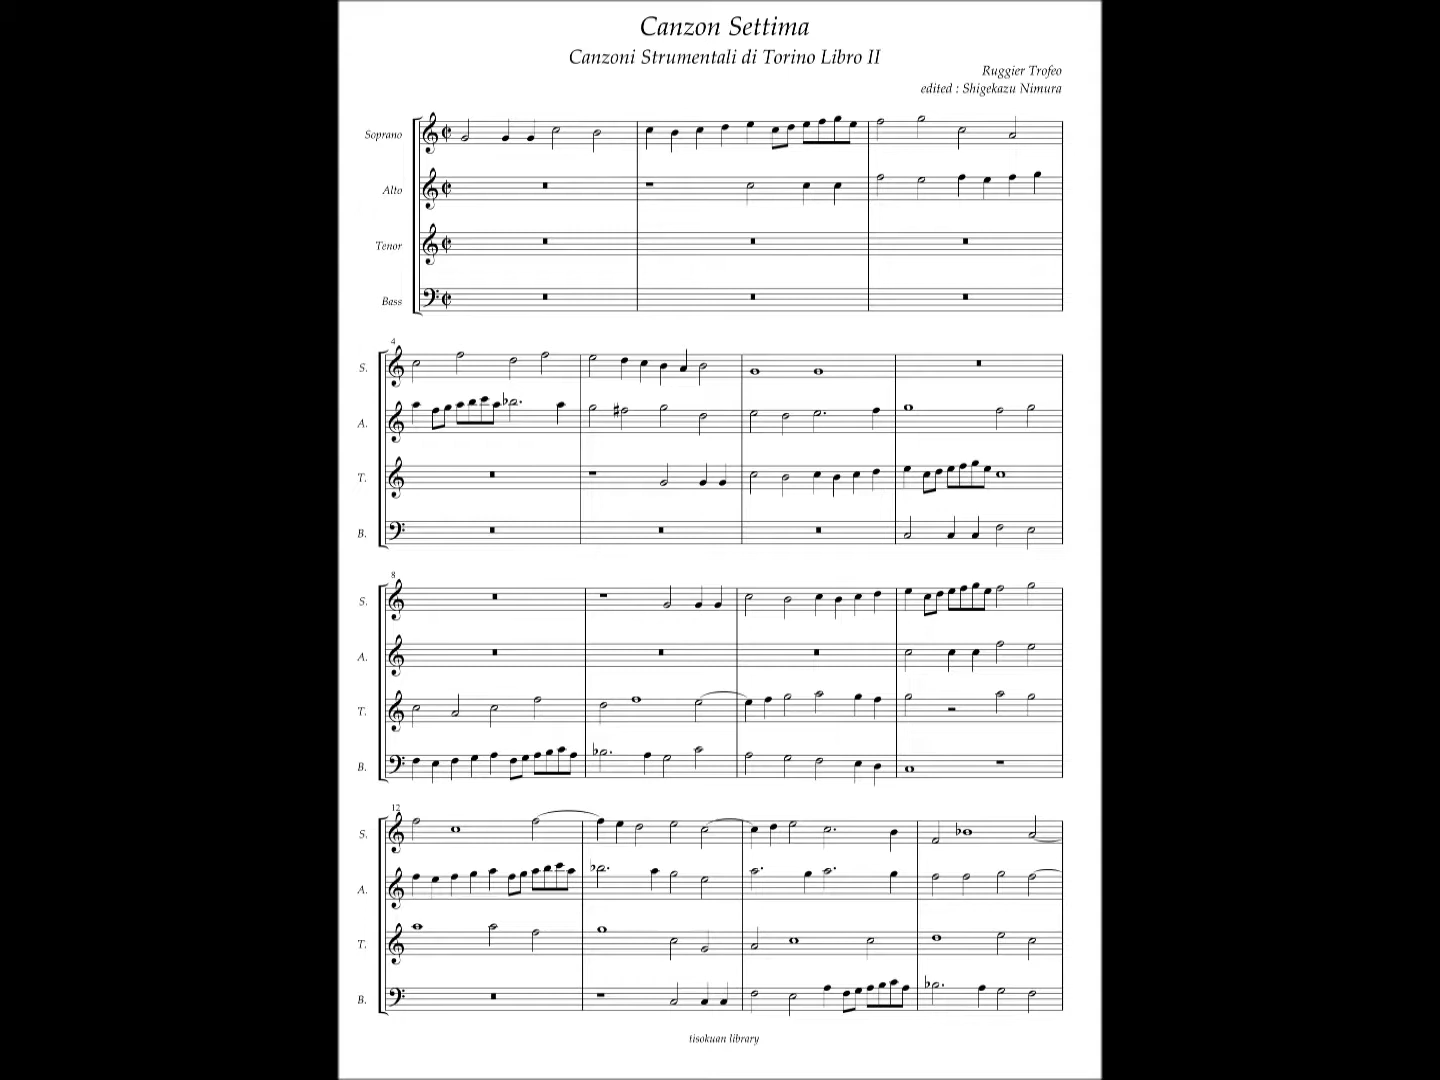 Canzon Settima
Canzoni Strumentali di Torino Libro II
Ruggier Trofeo
edited : Shigekazu Nimura
Soprano
Alto
Tenor
Bass
4
S.
A.
T.
B.
8
S.
A.
T.
B.
12
S.
A.
T.
B.
tisokuan library